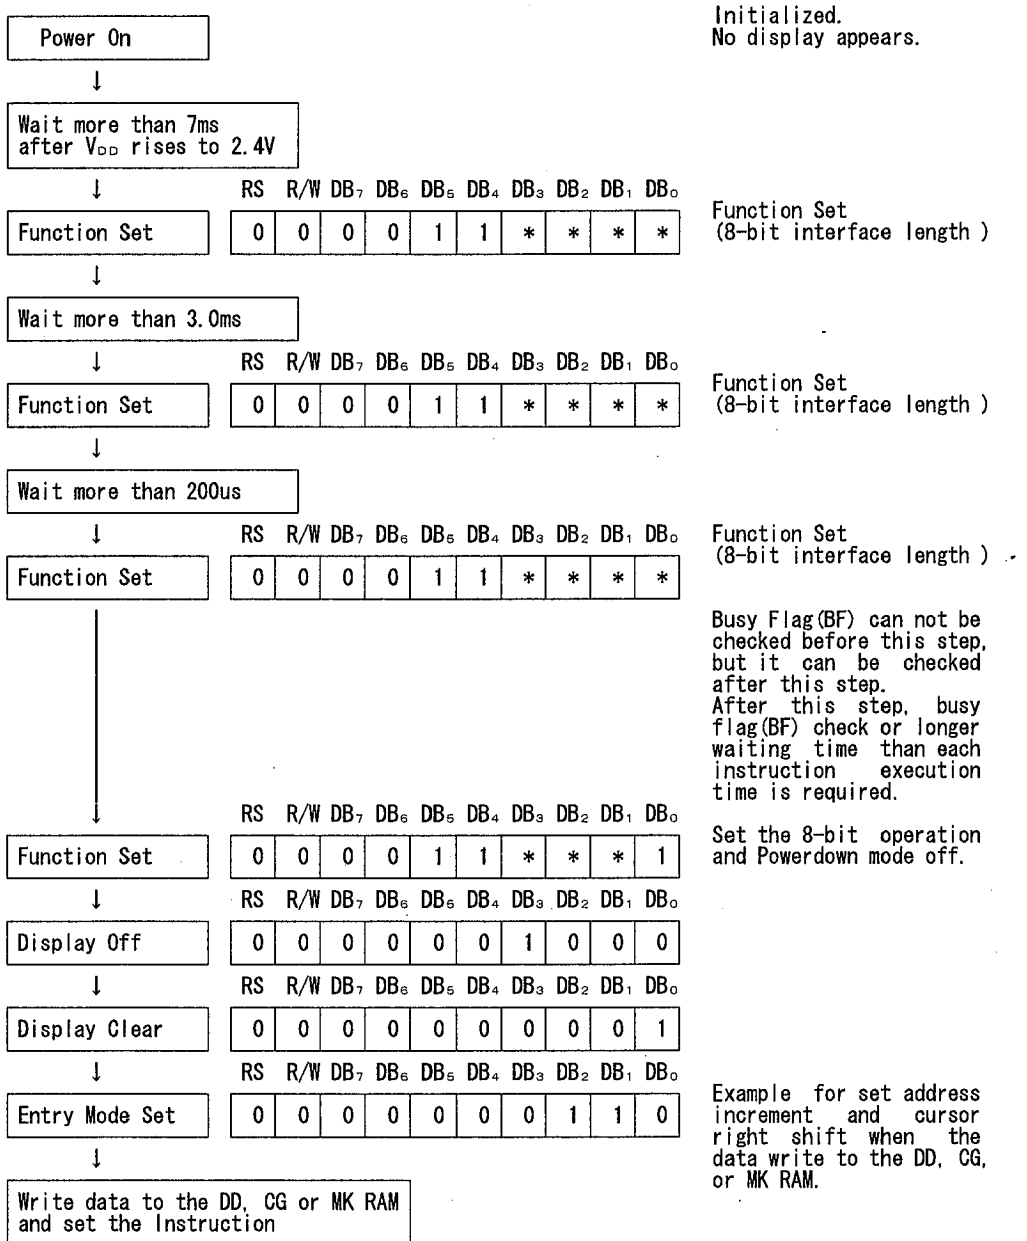 Power On
Initialized.
No display appears.
↓
Wait more than 7ms
after VDD rises to 2.4V
↓ RS R/W DB7 DB6 DB5 DB4 DB3 DB2 DB1 DB0
Function Set 0 0 0 0 1 1 * * * *
Function Set
(8-bit interface length )
↓
Wait more than 3.0ms
↓ RS R/W DB7 DB6 DB5 DB4 DB3 DB2 DB1 DB0
Function Set 0 0 0 0 1 1 * * * *
Function Set
(8-bit interface length )
↓
Wait more than 200us
↓ RS R/W DB7 DB6 DB5 DB4 DB3 DB2 DB1 DB0
Function Set 0 0 0 0 1 1 * * * *
Function Set
(8-bit interface length )
Busy Flag(BF) can not be
checked before this step,
but it can be checked
after this step.
After this step, busy
flag(BF) check or longer
waiting time than each
instruction execution
time is required.
↓ RS R/W DB7 DB6 DB5 DB4 DB3 DB2 DB1 DB0
Function Set 0 0 0 0 1 1 * * * 1
Set the 8-bit operation
and Powerdown mode off.
↓ RS R/W DB7 DB6 DB5 DB4 DB3 DB2 DB1 DB0
Display Off 0 0 0 0 0 0 1 0 0 0
↓ RS R/W DB7 DB6 DB5 DB4 DB3 DB2 DB1 DB0
Display Clear 0 0 0 0 0 0 0 0 0 1
↓ RS R/W DB7 DB6 DB5 DB4 DB3 DB2 DB1 DB0
Entry Mode Set 0 0 0 0 0 0 0 1 1 0
Example for set address
increment and cursor
right shift when the
data write to the DD, CG,
or MK RAM.
↓
Write data to the DD, CG or MK RAM
and set the Instruction